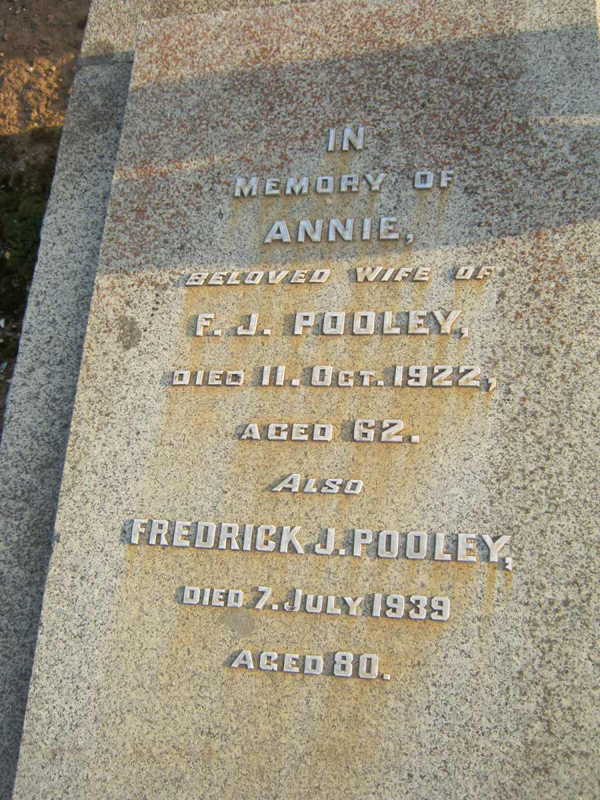 IN
MEMORY OF
ANNIE,
BELOVED WIFE OF
F. J. POOLEY,
DIED 11. OCT. 1922,
AGED 62.
ALSO
FREDRICK J. POOLEY,
DIED 7. JULY 1939
AGED 80.